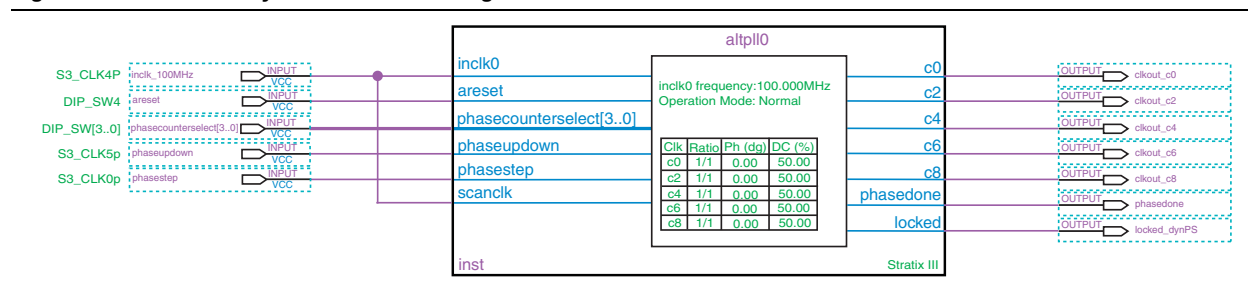 altpll0
S3_CLK4P inclk_100MHz INPUT VCC inclk0 c0 OUTPUT clkout_c0
DIP_SW4 areset INPUT VCC areset c2 OUTPUT clkout_c2
DIP_SW[3..0] phasecounterselect[3..0] INPUT VCC phasecounterselect[3..0] c4 OUTPUT clkout_c4
S3_CLK5p phaseupdown INPUT VCC phaseupdown c6 OUTPUT clkout_c6
S3_CLK0p phasestep INPUT VCC phasestep c8 OUTPUT clkout_c8
scanclk phasedone OUTPUT phasedone
locked OUTPUT locked_dynPS
inclk0 frequency:100.000MHz
Operation Mode: Normal
Clk Ratio Ph (dg) DC (%)
c0 1/1 0.00 50.00
c2 1/1 0.00 50.00
c4 1/1 0.00 50.00
c6 1/1 0.00 50.00
c8 1/1 0.00 50.00
inst Stratix III